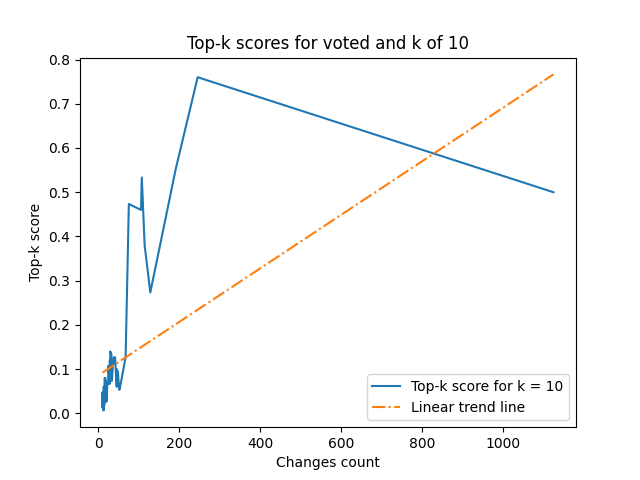 Top-k scores for voted and k of 10
0.8
0.7
0.6
0.5
0.4
0.3
0.2
0.1
0.0
Top-k score
0 200 400 600 800 1000
Changes count
Top-k score for k = 10
Linear trend line